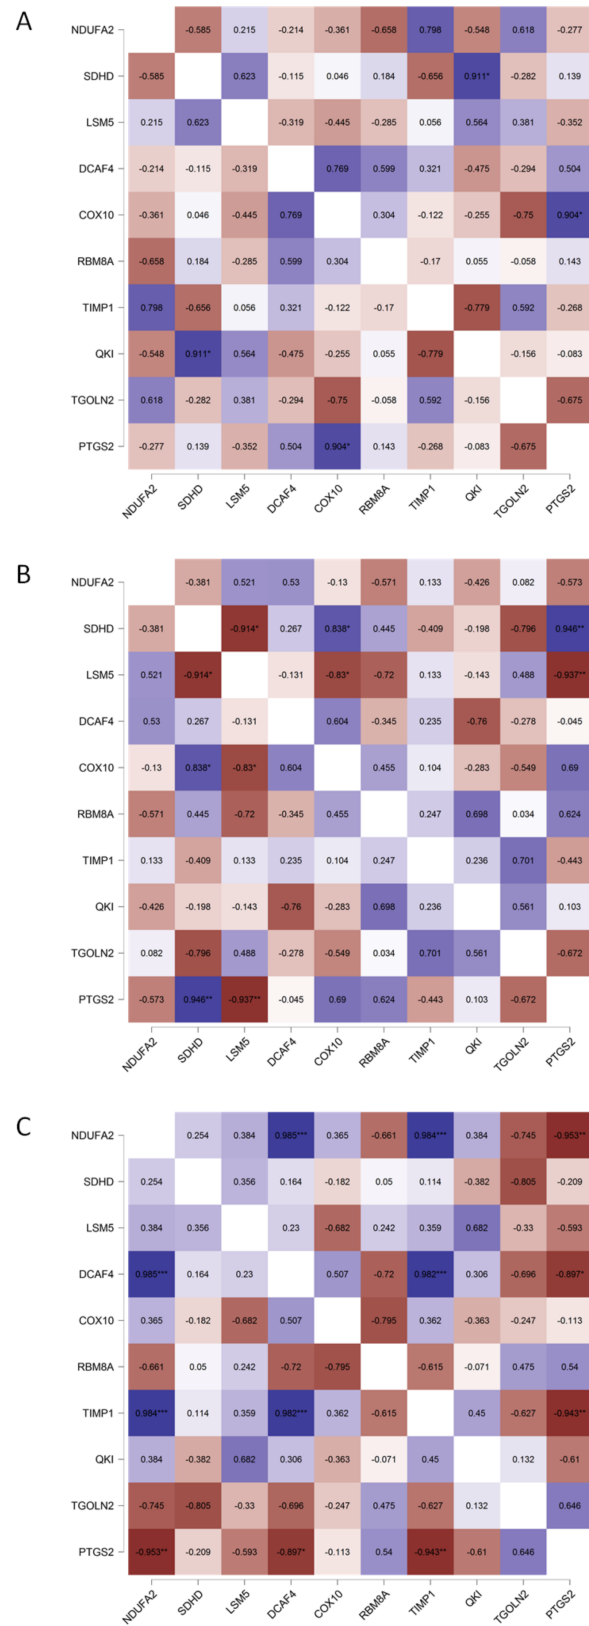 A
NDUFA2 -0.585 0.215 -0.214 -0.361 -0.658 0.798 -0.548 0.618 -0.277
SDHD -0.585 0.623 -0.115 0.046 0.184 -0.656 0.911* -0.282 0.139
LSM5 0.215 0.623 -0.319 -0.445 -0.285 0.056 0.564 0.381 -0.352
DCAF4 -0.214 -0.115 -0.319 0.769 0.599 0.321 -0.475 -0.294 0.504
COX10 -0.361 0.046 -0.445 0.769 0.304 -0.122 -0.255 -0.75 0.904*
RBM8A -0.658 0.184 -0.285 0.599 0.304 -0.17 0.055 -0.058 0.143
TIMP1 0.798 -0.656 0.056 0.321 -0.122 -0.17 -0.779 0.592 -0.268
QKI -0.548 0.911* 0.564 -0.475 -0.255 0.055 -0.779 -0.156 -0.083
TGOLN2 0.618 -0.282 0.381 -0.294 -0.75 -0.058 0.592 -0.156 -0.675
PTGS2 -0.277 0.139 -0.352 0.504 0.904* 0.143 -0.268 -0.083 -0.675
NDUFA2 SDHD LSM5 DCAF4 COX10 RBM8A TIMP1 QKI TGOLN2 PTGS2
B
NDUFA2 -0.381 0.521 0.53 -0.13 -0.571 0.133 -0.426 0.082 -0.573
SDHD -0.381 -0.914* 0.267 0.838* 0.445 -0.409 -0.198 -0.796 0.946**
LSM5 0.521 -0.914* -0.131 -0.83* -0.72 0.133 -0.143 0.488 -0.937**
DCAF4 0.53 0.267 -0.131 0.604 -0.345 0.235 -0.76 -0.278 -0.045
COX10 -0.13 0.838* -0.83* 0.604 0.455 0.104 -0.283 -0.549 0.69
RBM8A -0.571 0.445 -0.72 -0.345 0.455 0.247 0.698 0.034 0.624
TIMP1 0.133 -0.409 0.133 0.235 0.104 0.247 0.236 0.701 -0.443
QKI -0.426 -0.198 -0.143 -0.76 -0.283 0.698 0.236 0.561 0.103
TGOLN2 0.082 -0.796 0.488 -0.278 -0.549 0.034 0.701 0.561 -0.672
PTGS2 -0.573 0.946** -0.937** -0.045 0.69 0.624 -0.443 0.103 -0.672
NDUFA2 SDHD LSM5 DCAF4 COX10 RBM8A TIMP1 QKI TGOLN2 PTGS2
C
NDUFA2 0.254 0.384 0.985*** 0.365 -0.661 0.984*** 0.384 -0.745 -0.953**
SDHD 0.254 0.356 0.164 -0.182 0.05 0.114 -0.382 -0.805 -0.209
LSM5 0.384 0.356 0.23 -0.682 0.242 0.359 0.682 -0.33 -0.593
DCAF4 0.985*** 0.164 0.23 0.507 -0.72 0.982*** 0.306 -0.696 -0.897*
COX10 0.365 -0.182 -0.682 0.507 -0.795 0.362 -0.363 -0.247 -0.113
RBM8A -0.661 0.05 0.242 -0.72 -0.795 -0.615 -0.071 0.475 0.54
TIMP1 0.984*** 0.114 0.359 0.982*** 0.362 -0.615 0.45 -0.627 -0.943**
QKI 0.384 -0.382 0.682 0.306 -0.363 -0.071 0.45 0.132 -0.61
TGOLN2 -0.745 -0.805 -0.33 -0.696 -0.247 0.475 -0.627 0.132 0.646
PTGS2 -0.953** -0.209 -0.593 -0.897* -0.113 0.54 -0.943** -0.61 0.646
NDUFA2 SDHD LSM5 DCAF4 COX10 RBM8A TIMP1 QKI TGOLN2 PTGS2